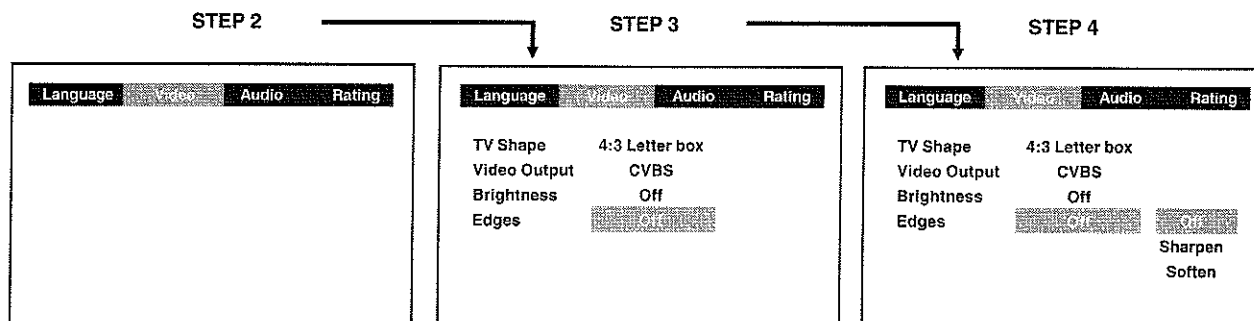 STEP 2
STEP 3
STEP 4
Language Video Audio Rating
Language Video Audio Rating
TV Shape 4:3 Letter box
Video Output CVBS
Brightness Off
Edges Off
Language Video Audio Rating
TV Shape 4:3 Letter box
Video Output CVBS
Brightness Off
Edges Off Off
Sharpen
Soften